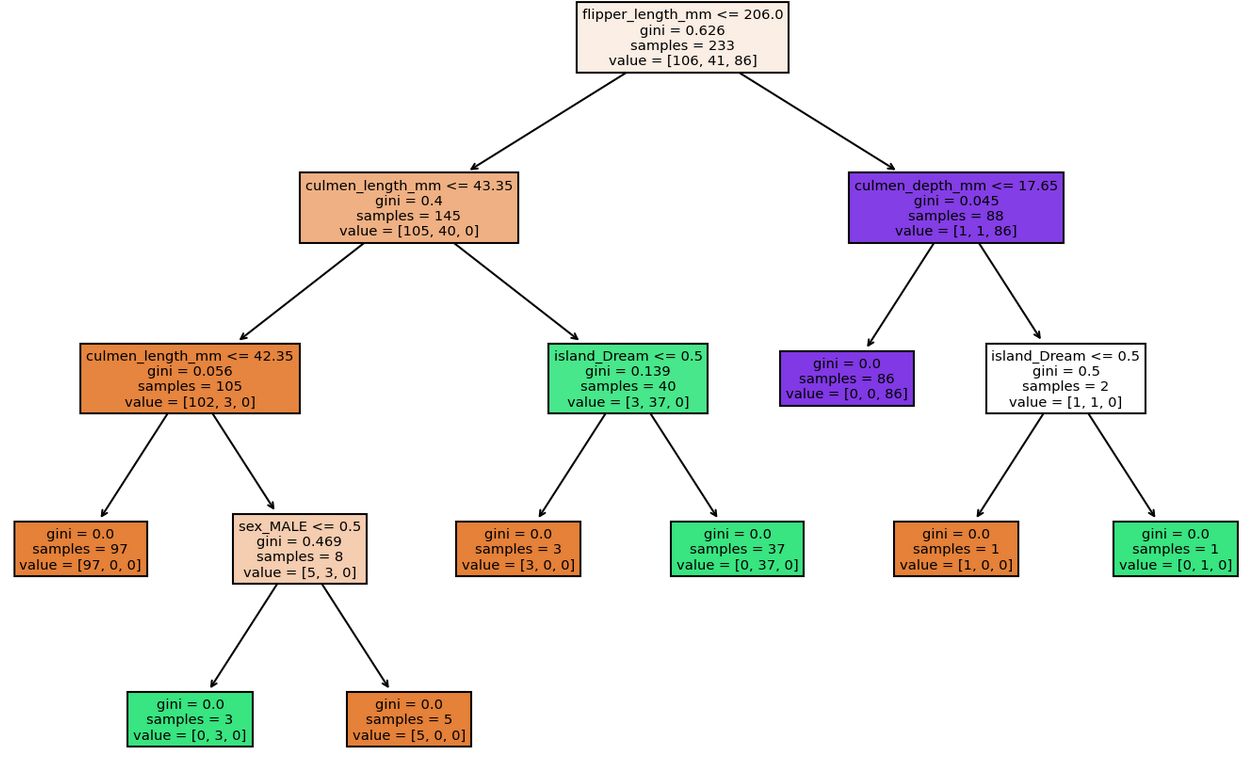 flipper_length_mm <= 206.0
gini = 0.626
samples = 233
value = [106, 41, 86]
culmen_length_mm <= 43.35
gini = 0.4
samples = 145
value = [105, 40, 0]
culmen_depth_mm <= 17.65
gini = 0.045
samples = 88
value = [1, 1, 86]
culmen_length_mm <= 42.35
gini = 0.056
samples = 105
value = [102, 3, 0]
island_Dream <= 0.5
gini = 0.139
samples = 40
value = [3, 37, 0]
gini = 0.0
samples = 86
value = [0, 0, 86]
island_Dream <= 0.5
gini = 0.5
samples = 2
value = [1, 1, 0]
gini = 0.0
samples = 97
value = [97, 0, 0]
sex_MALE <= 0.5
gini = 0.469
samples = 8
value = [5, 3, 0]
gini = 0.0
samples = 3
value = [3, 0, 0]
gini = 0.0
samples = 37
value = [0, 37, 0]
gini = 0.0
samples = 1
value = [1, 0, 0]
gini = 0.0
samples = 1
value = [0, 1, 0]
gini = 0.0
samples = 3
value = [0, 3, 0]
gini = 0.0
samples = 5
value = [5, 0, 0]